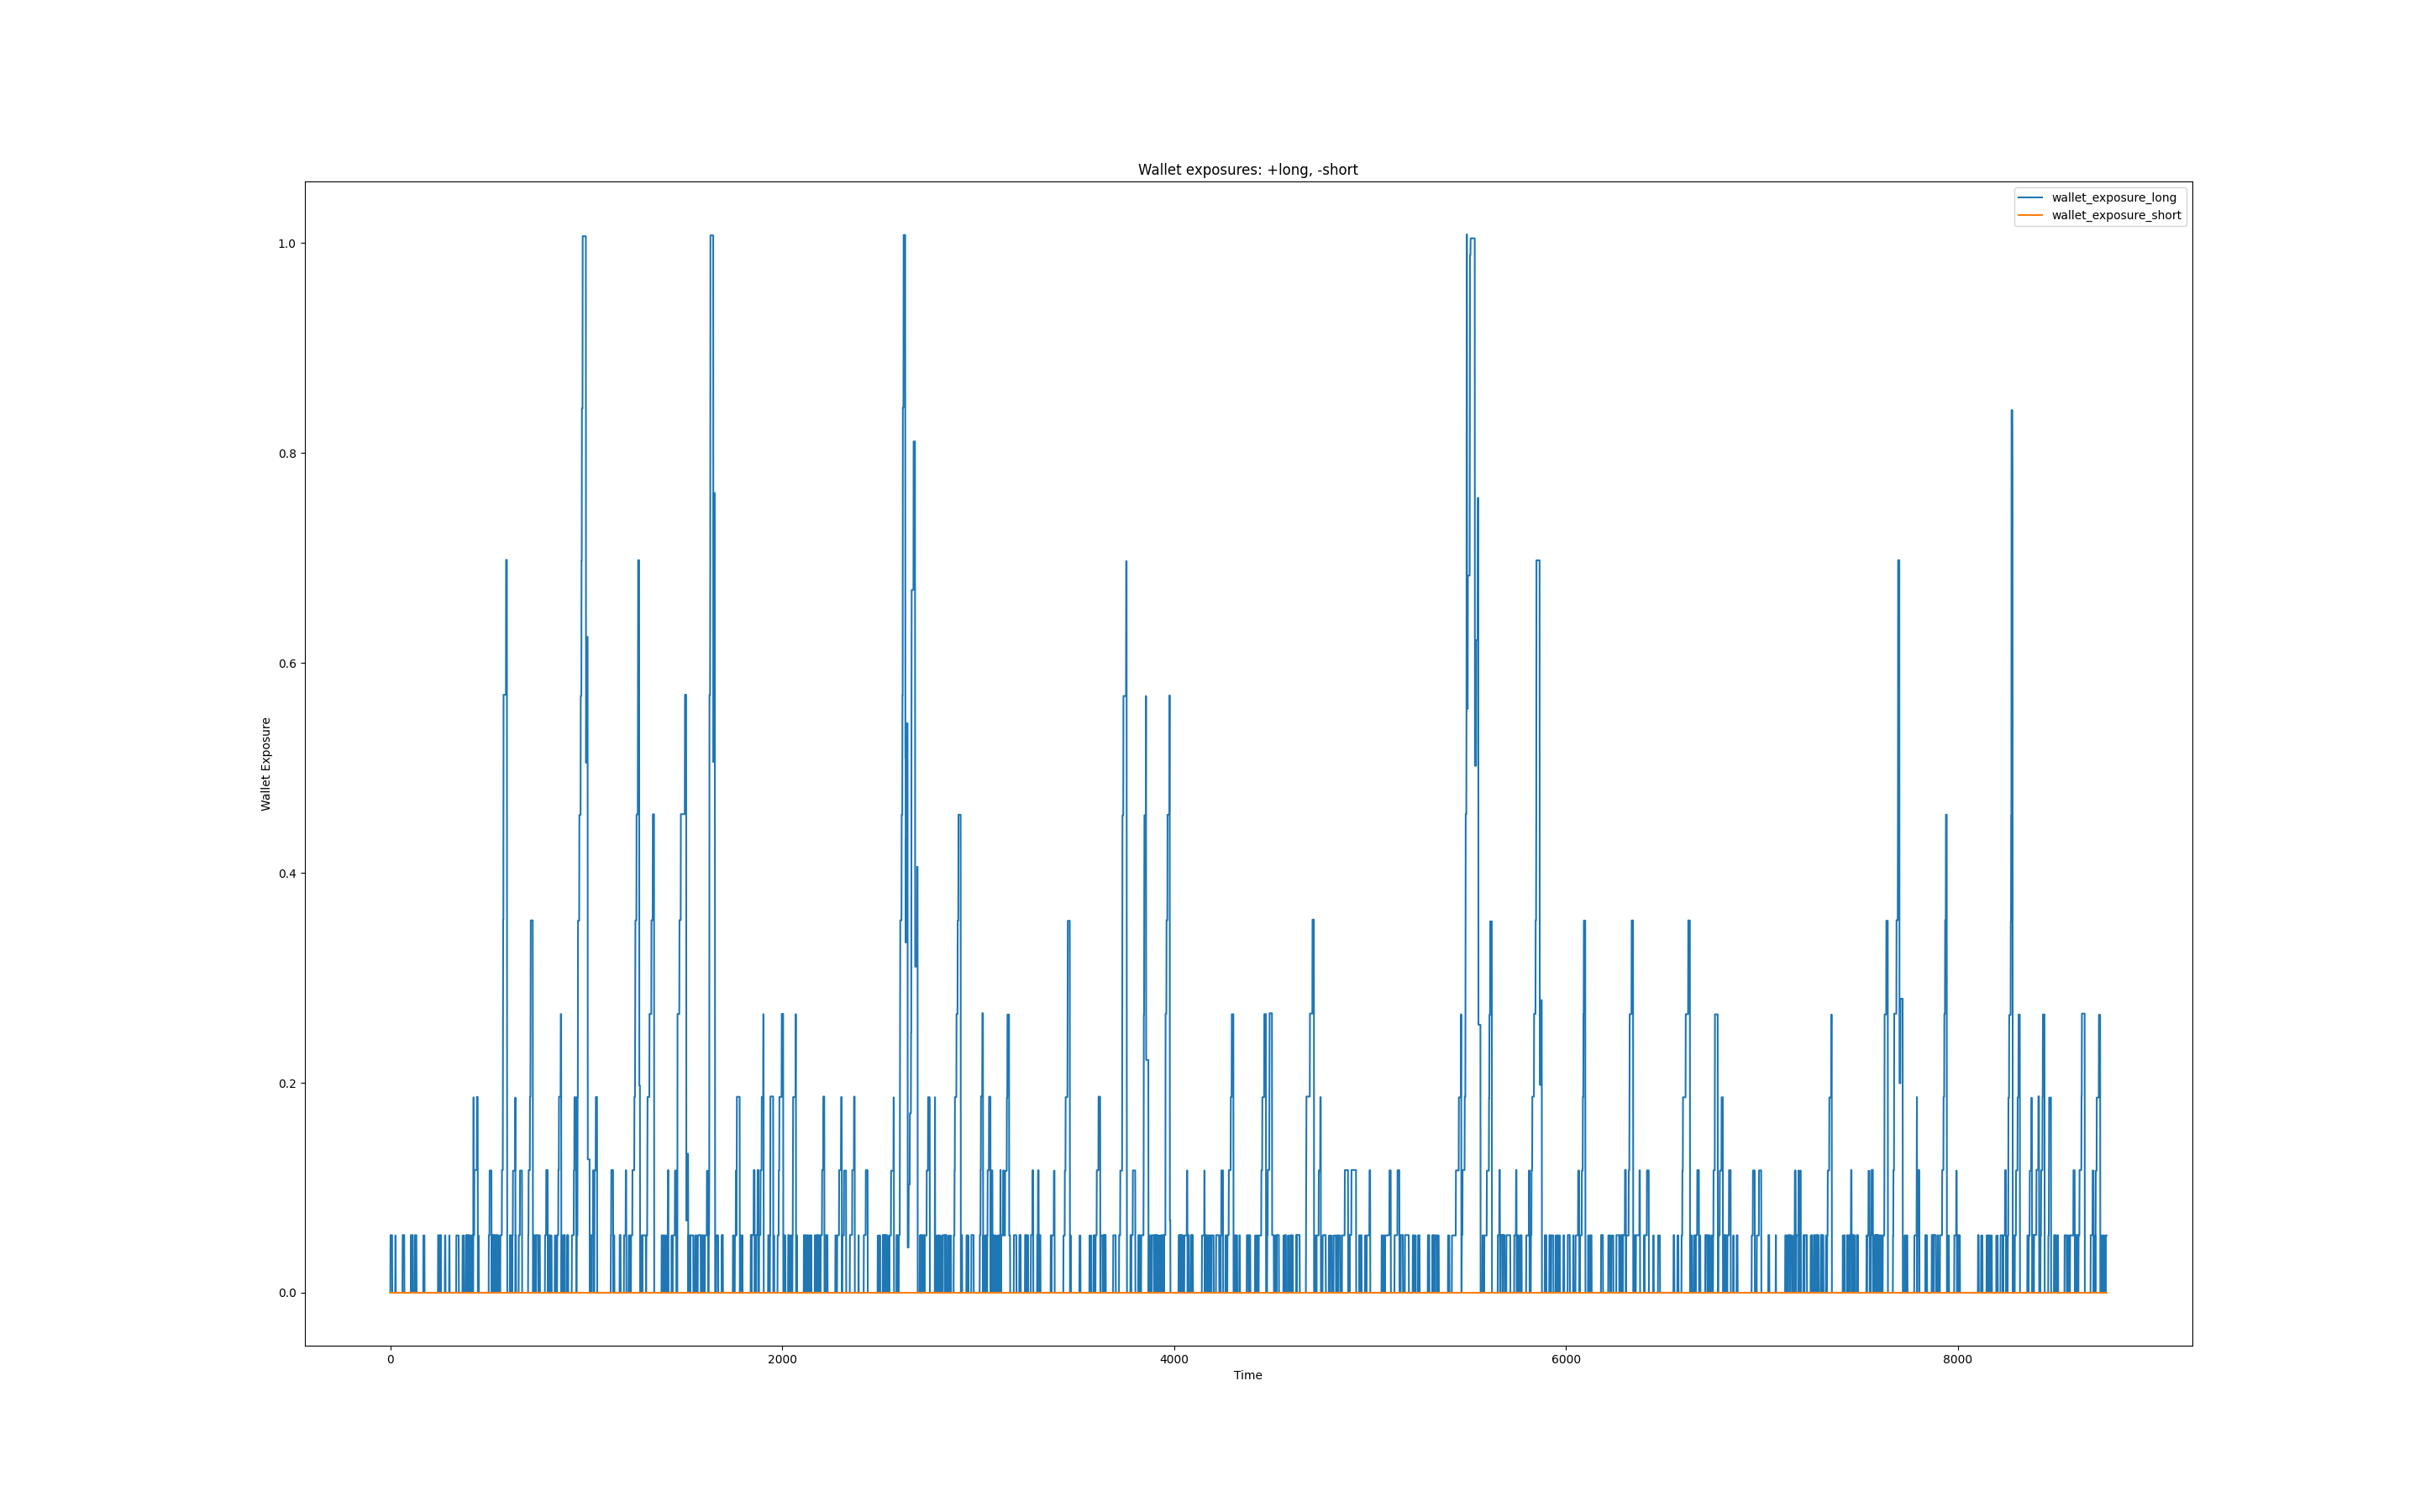 Wallet exposures: +long, -short
wallet_exposure_long
wallet_exposure_short
1.0
0.8
0.6
0.4
0.2
0.0
Wallet Exposure
0 2000 4000 6000 8000
Time